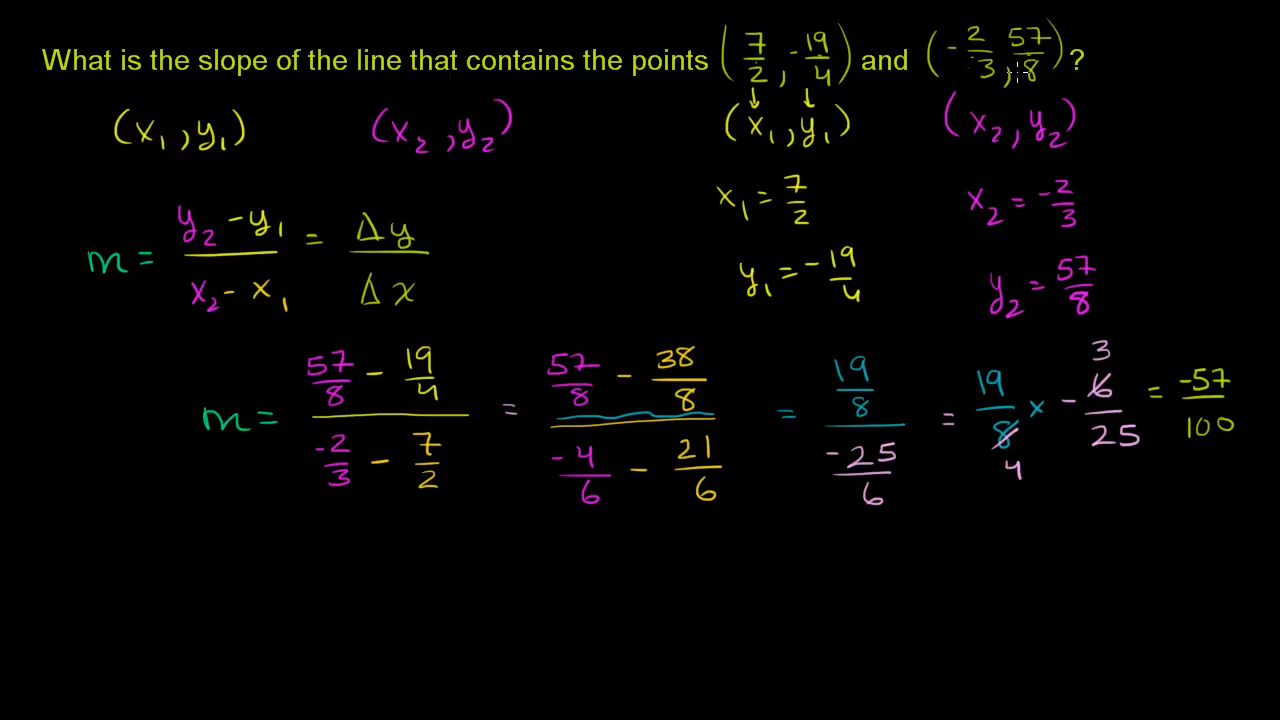 What is the slope of the line that contains the points (7/2, -19/4) and (-2/3, 57/8)?
(x₁, y₁) (x₂, y₂) (x₁, y₁) (x₂, y₂)
x₁ = 7/2 x₂ = -2/3
m = (y₂ - y₁)/(x₂ - x₁) = Δy/Δx
y₁ = -19/4 y₂ = 57/8
m = (57/8 - 19/4)/(-2/3 - 7/2) = (57/8 - 38/8)/(-4/6 - 21/6) = (19/8)/(-25/6) = 19/8 4 x - 3 6/25 = -57/100